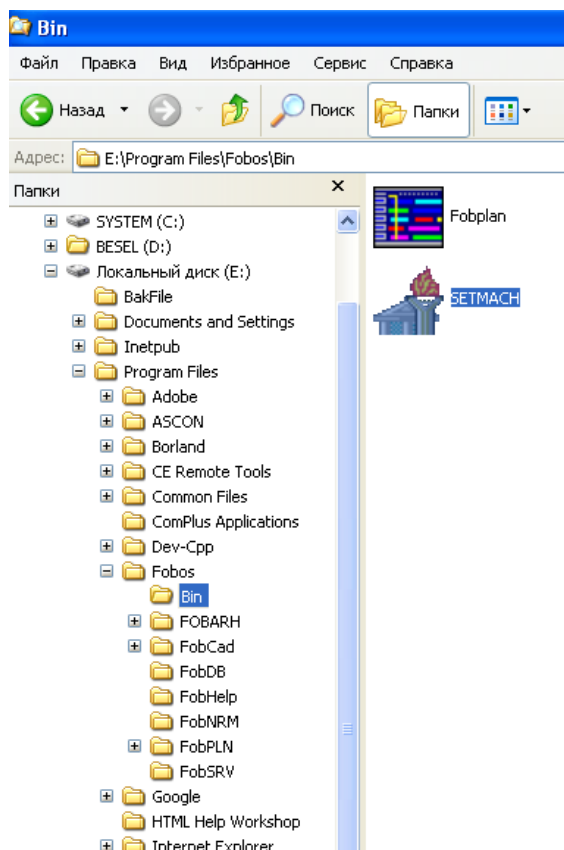 Bin
Файл Правка Вид Избранное Сервис Справка
Назад Поиск Папки
Адрес: E:\Program Files\Fobos\Bin
Папки
SYSTEM (C:)
BESEL (D:)
Локальный диск (E:)
BakFile
Documents and Settings
Inetpub
Program Files
Adobe
ASCON
Borland
CE Remote Tools
Common Files
ComPlus Applications
Dev-Cpp
Fobos
Bin
FOBARH
FobCad
FobDB
FobHelp
FobNRM
FobPLN
FobSRV
Google
HTML Help Workshop
Internet Explorer
Fobplan
SETMACH